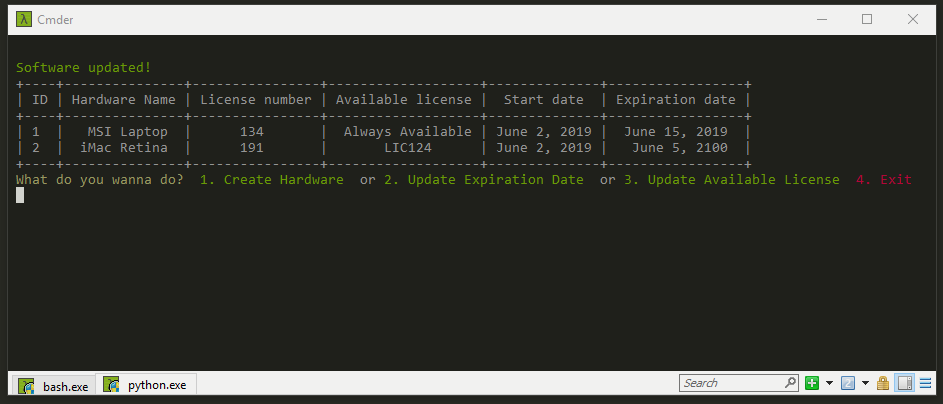 Cmder
Software updated!
+----+---------------+----------------+-------------------+--------------+-----------------+
| ID | Hardware Name | License number | Available license |  Start date  | Expiration date |
+----+---------------+----------------+-------------------+--------------+-----------------+
| 1  |   MSI Laptop  |      134       |  Always Available | June 2, 2019 |  June 15, 2019  |
| 2  |  iMac Retina  |      191       |       LIC124      | June 2, 2019 |   June 5, 2100  |
+----+---------------+----------------+-------------------+--------------+-----------------+
What do you wanna do?  1. Create Hardware  or 2. Update Expiration Date  or 3. Update Available License  4. Exit
bash.exe python.exe Search